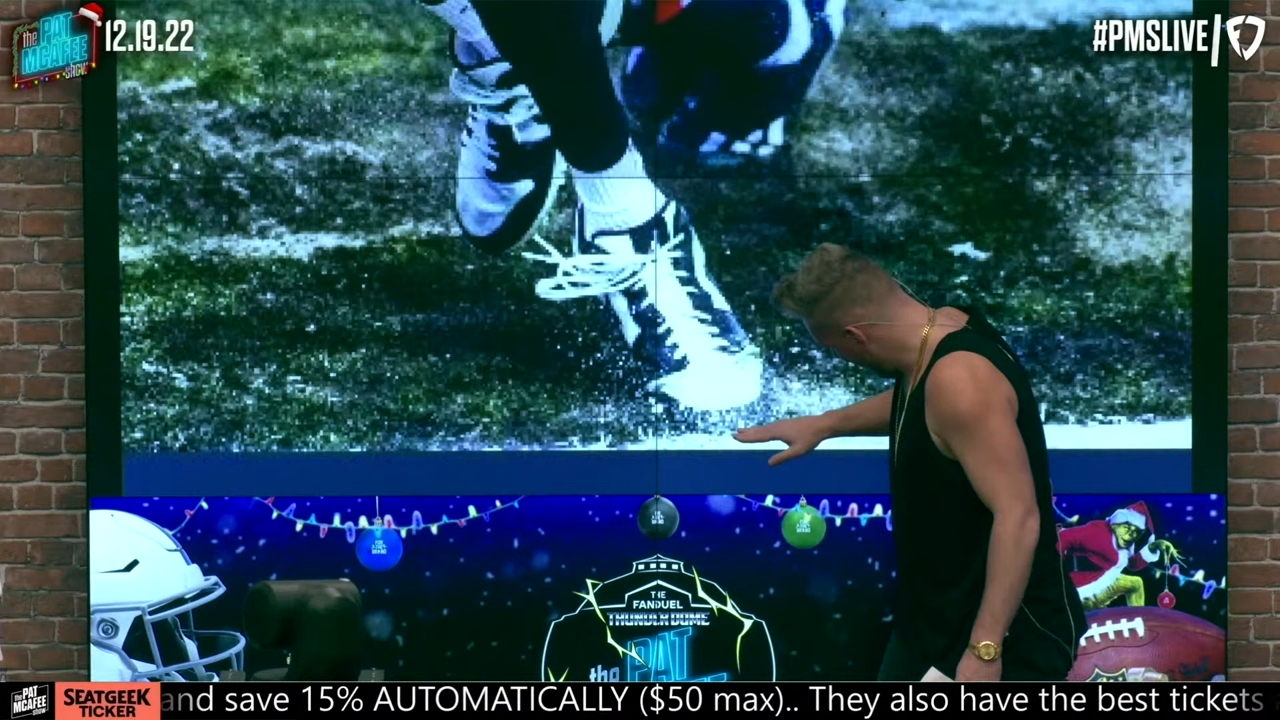 the
PAT
MCAFEE
show
12.19.22
#PMSLIVE
THE
FANDUEL
THUNDERDOME
the PAT
the
PAT
MCAFEE
show
SEATGEEK
TICKER
and save 15% AUTOMATICALLY ($50 max).. They also have the best tickets